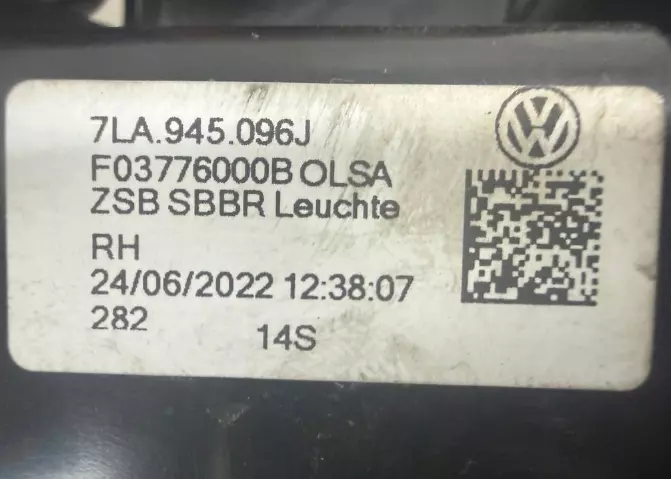 7LA.945.096J
F03776000B OLSA
ZSB SBBR Leuchte
RH
24/06/2022 12:38:07
282 14S